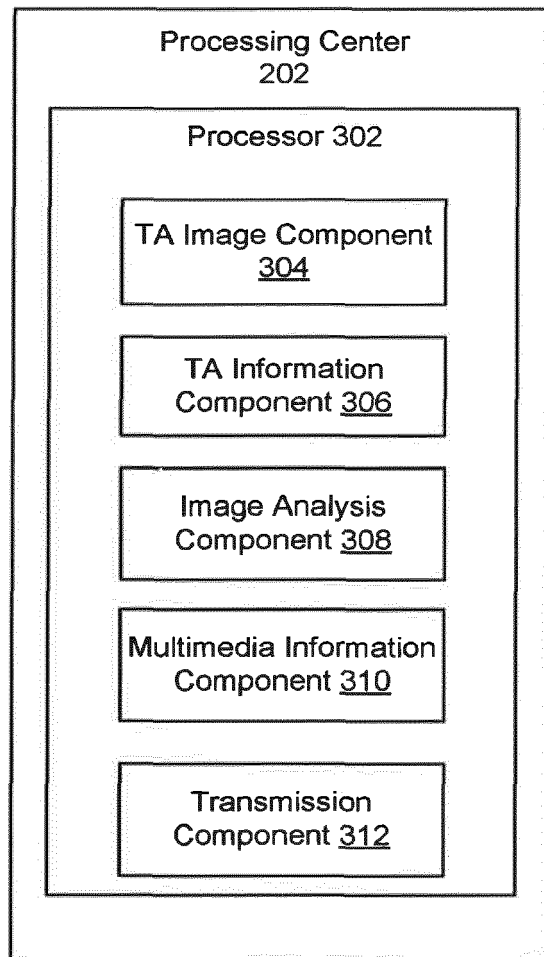 Processing Center
202
Processor 302
TA Image Component
304
TA Information
Component 306
Image Analysis
Component 308
Multimedia Information
Component 310
Transmission
Component 312